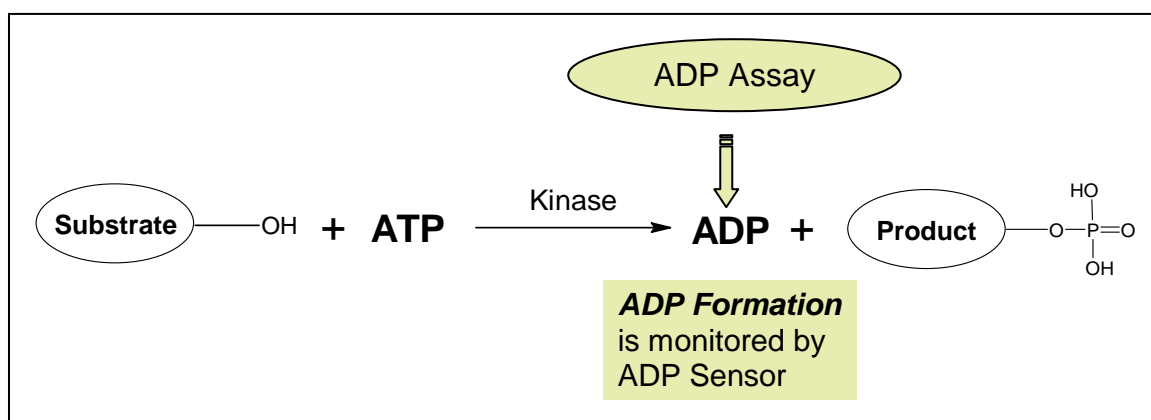 ADP Assay
Kinase
Substrate—OH + ATP ADP + Product
HO
O—P=O
OH
ADP Formation
is monitored by
ADP Sensor